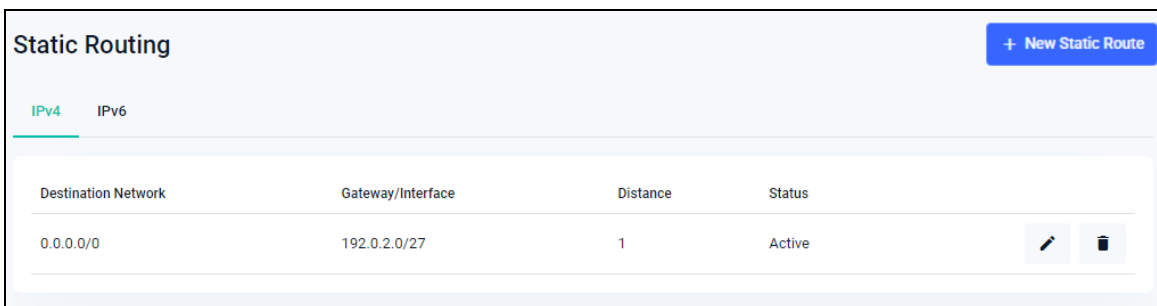 Static Routing
+ New Static Route
IPv4 IPv6
Destination Network Gateway/Interface Distance Status
0.0.0.0/0 192.0.2.0/27 1 Active